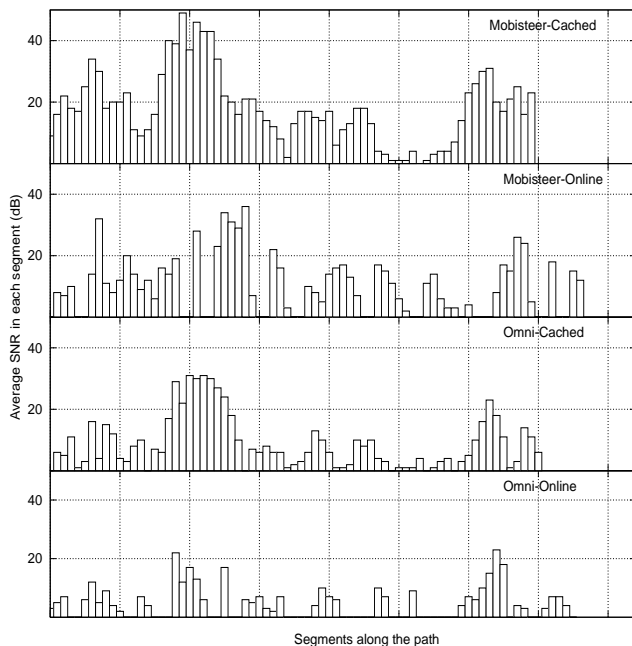 Mobisteer-Cached
40
20
Mobisteer-Online
40
20
Omni-Cached
40
20
Omni-Online
40
20
Average SNR in each segment (dB)
Segments along the path